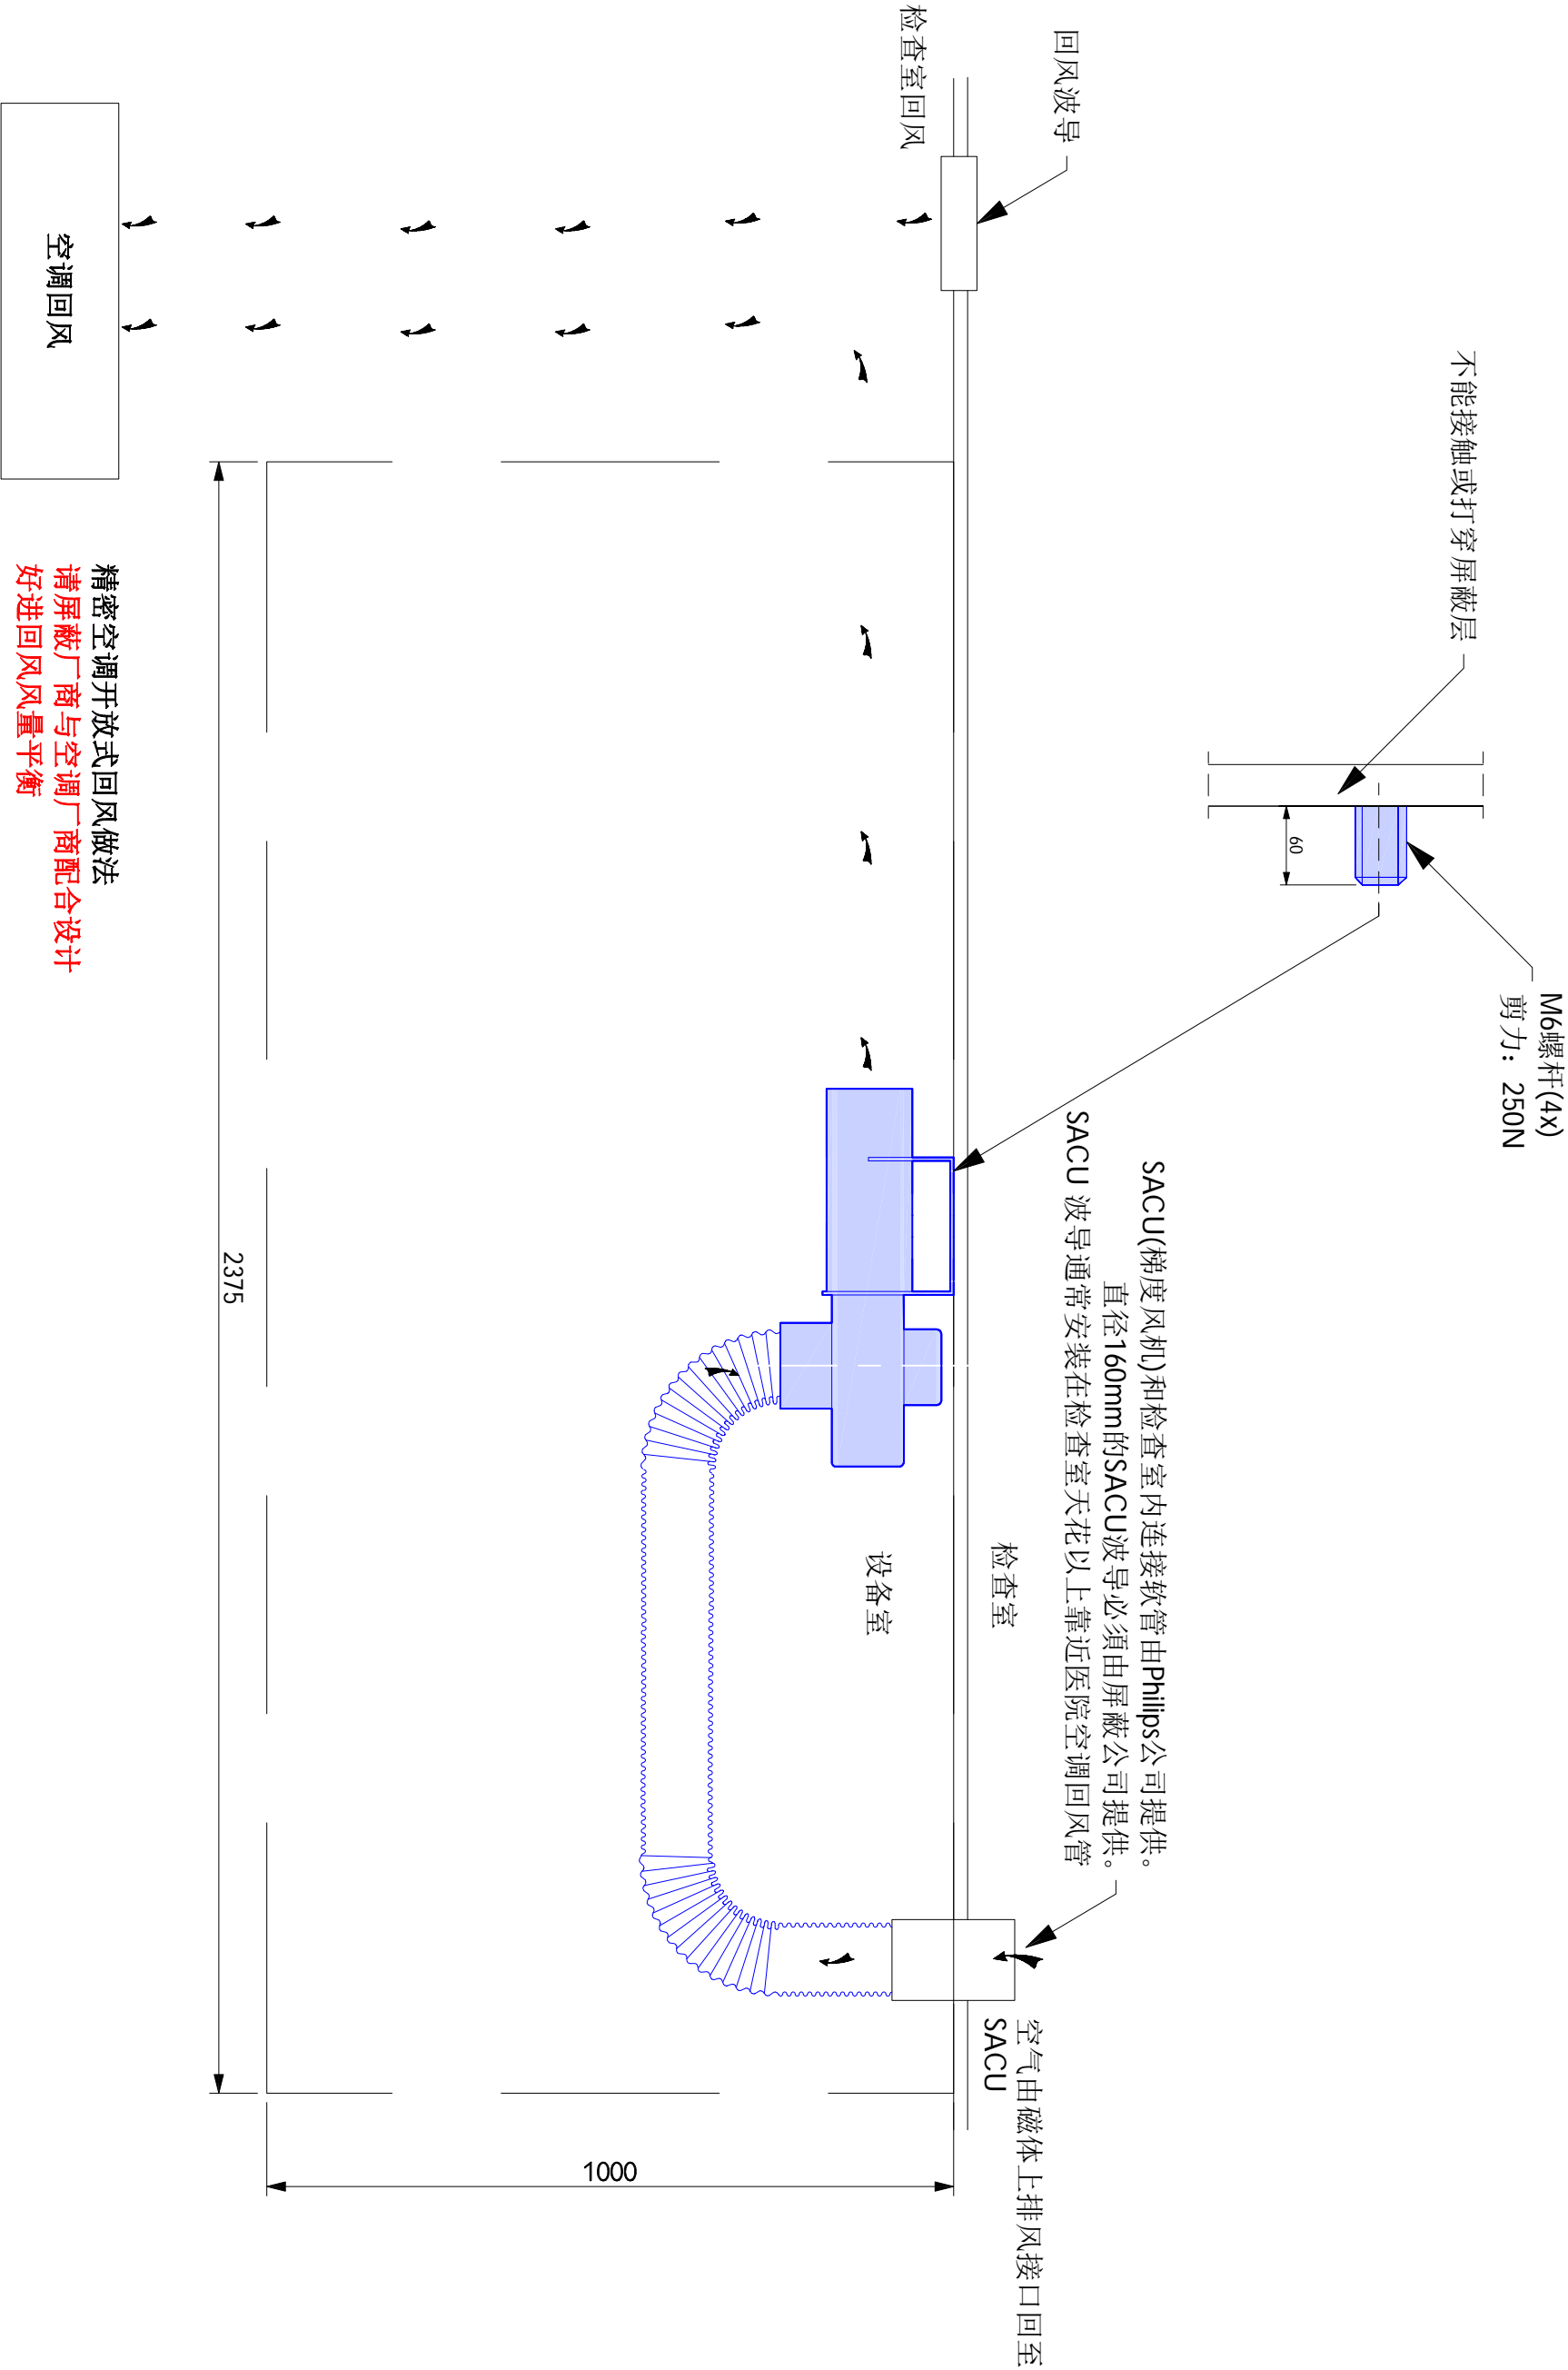 M6螺杆(4x)
剪力: 250N
不能接触或打穿屏蔽层
60
SACU(梯度风机)和检查室内连接软管由Philips公司提供。
直径160mm的SACU波导必须由屏蔽公司提供。
SACU 波导通常安装在检查室天花以上靠近医院空调回风管
回风波导
检查室回风
检查室
设备室
空气由磁体上排风接口回至
SACU
2375
1000
空调回风
精密空调开放式回风做法
请屏蔽厂商与空调厂商配合设计
好进回风风量平衡